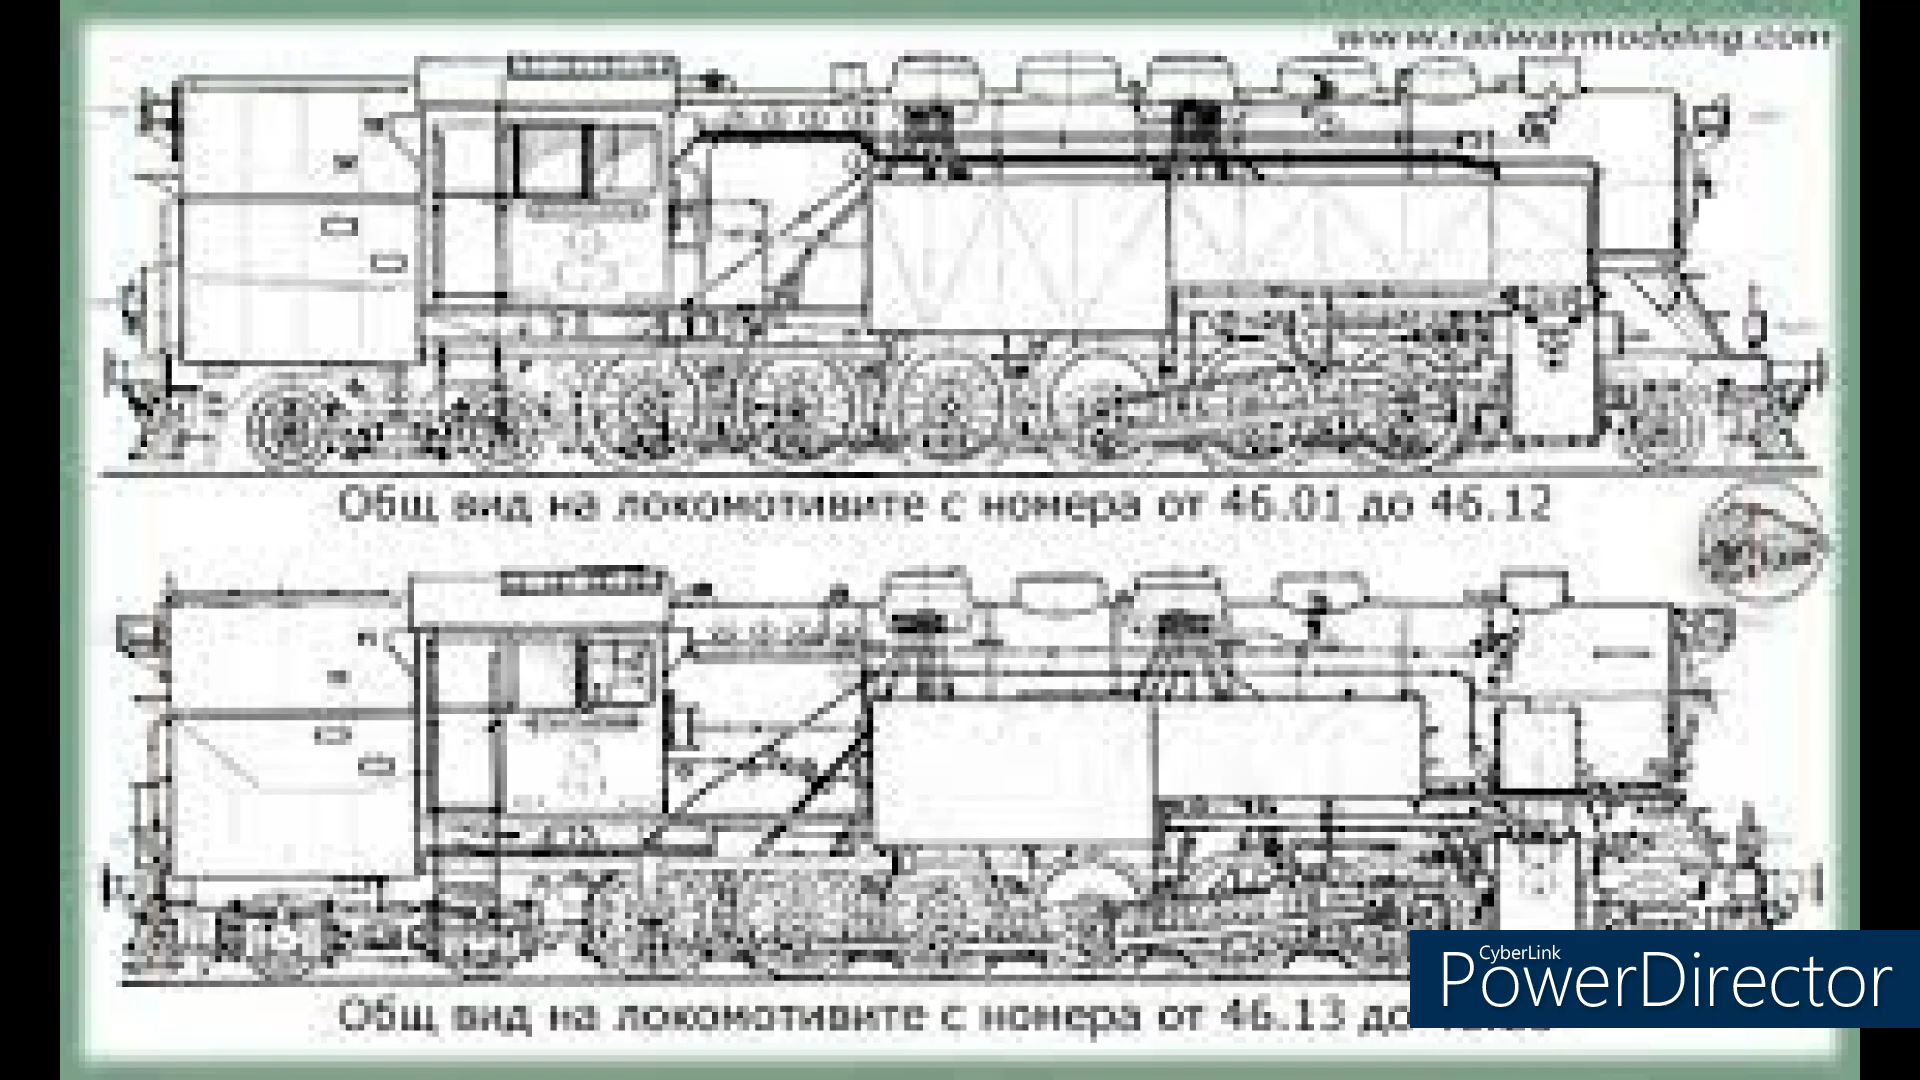 www.railwaymodeling.com
Общ вид на локомотивите с номера от 46.01 до 46.12
CyberLink
PowerDirector
Общ вид на локомотивите с номера от 46.13 до